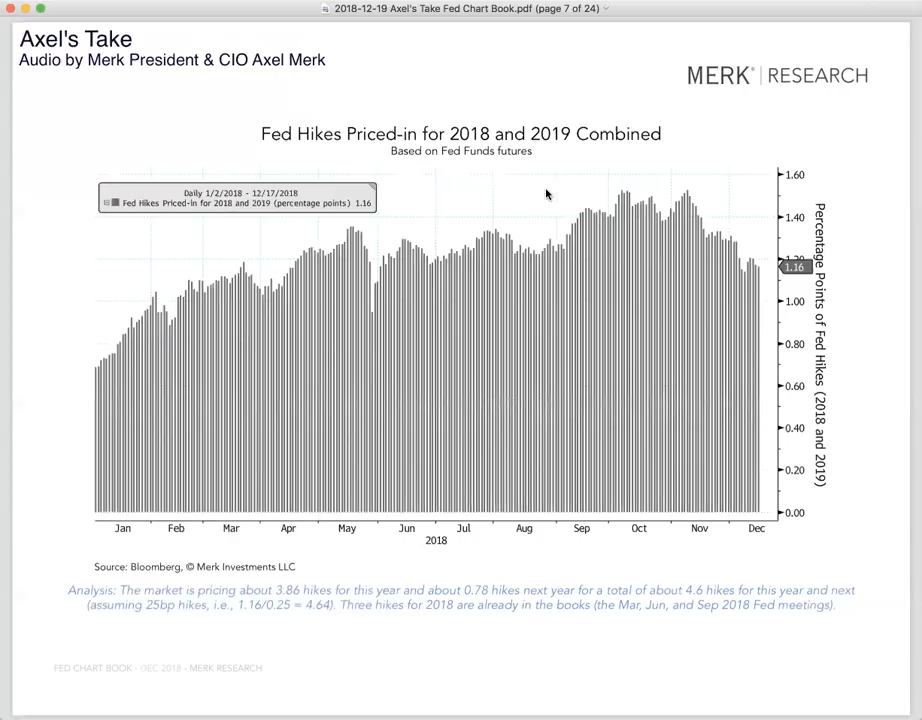 2018-12-19 Axel's Take Fed Chart Book.pdf (page 7 of 24)
Axel's Take
Audio by Merk President & CIO Axel Merk
MERK® | RESEARCH
Fed Hikes Priced-in for 2018 and 2019 Combined
Based on Fed Funds futures
Daily 1/2/2018 - 12/17/2018
Fed Hikes Priced-in for 2018 and 2019 (percentage points) 1.16
1.60
1.40
1.20
1.16
1.00
0.80
0.60
0.40
0.20
0.00
Percentage Points of Fed Hikes (2018 and 2019)
Jan Feb Mar Apr May Jun Jul Aug Sep Oct Nov Dec
2018
Source: Bloomberg, © Merk Investments LLC
Analysis: The market is pricing about 3.86 hikes for this year and about 0.78 hikes next year for a total of about 4.6 hikes for this year and next
(assuming 25bp hikes, i.e., 1.16/0.25 = 4.64). Three hikes for 2018 are already in the books (the Mar, Jun, and Sep 2018 Fed meetings).
FED CHART BOOK - DEC 2018 - MERK RESEARCH